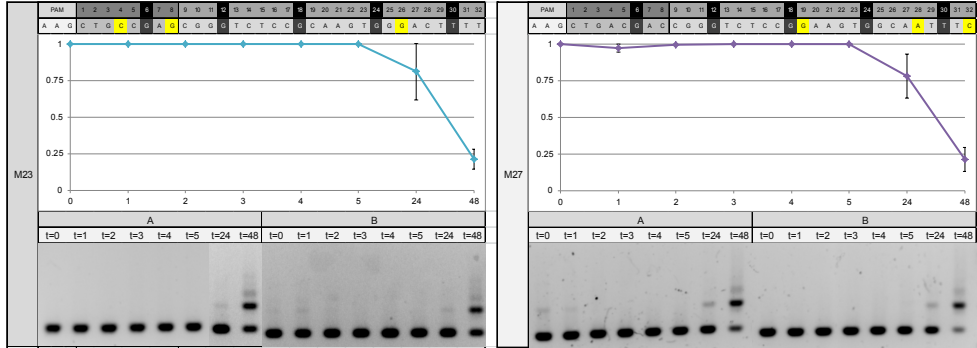 PAM 1 2 3 4 5 6 7 8 9 10 11 12 13 14 15 16 17 18 19 20 21 22 23 24 25 26 27 28 29 30 31 32
A A G C T G C C G A G C G G G T C T C C G C A A G T G G G A C T T T T
1
0.75
0.5
0.25
0
0 1 2 3 4 5 24 48
M23
A B
t=0 t=1 t=2 t=3 t=4 t=5 t=24 t=48 t=0 t=1 t=2 t=3 t=4 t=5 t=24 t=48
PAM 1 2 3 4 5 6 7 8 9 10 11 12 13 14 15 16 17 18 19 20 21 22 23 24 25 26 27 28 29 30 31 32
A A G C T G A C G A C C G G G T C T C C G G A A G T G G C A A T T T C
1
0.75
0.5
0.25
0
0 1 2 3 4 5 24 48
M27
A B
t=0 t=1 t=2 t=3 t=4 t=5 t=24 t=48 t=0 t=1 t=2 t=3 t=4 t=5 t=24 t=48